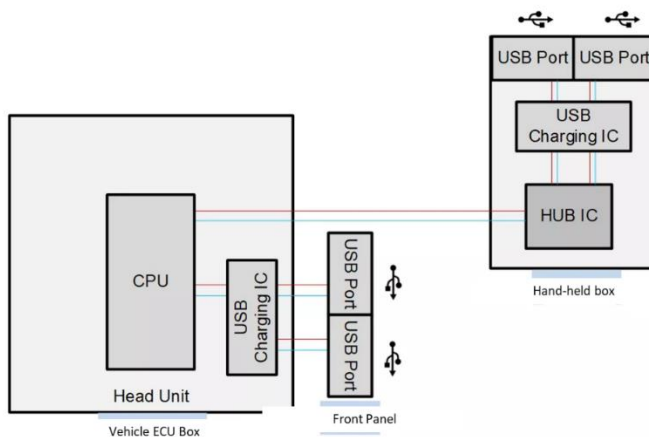 USB Port
USB Port
USB
Charging IC
HUB IC
Hand-held box
CPU
USB
Charging IC
USB Port
USB Port
Head Unit
Vehicle ECU Box
Front Panel